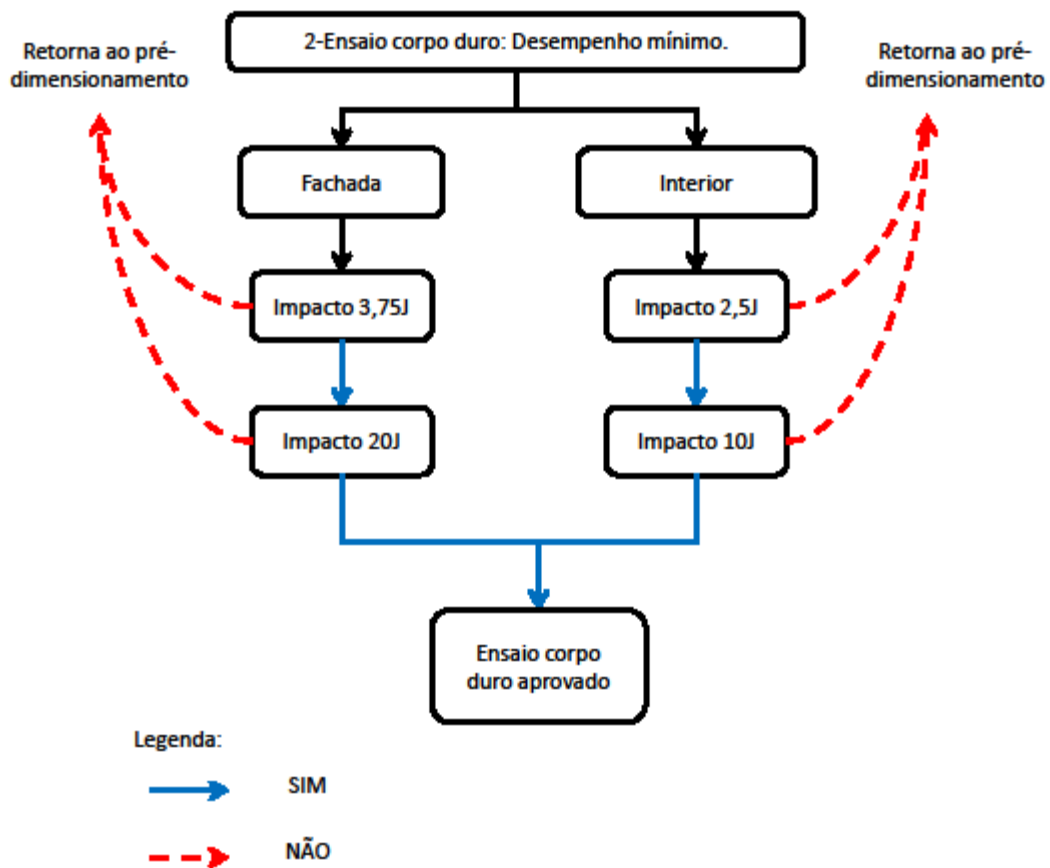 2-Ensaio corpo duro: Desempenho mínimo.
Retorna ao pré-
dimensionamento
Retorna ao pré-
dimensionamento
Fachada
Interior
Impacto 3,75J
Impacto 2,5J
Impacto 20J
Impacto 10J
Ensaio corpo
duro aprovado
Legenda:
SIM
NÃO